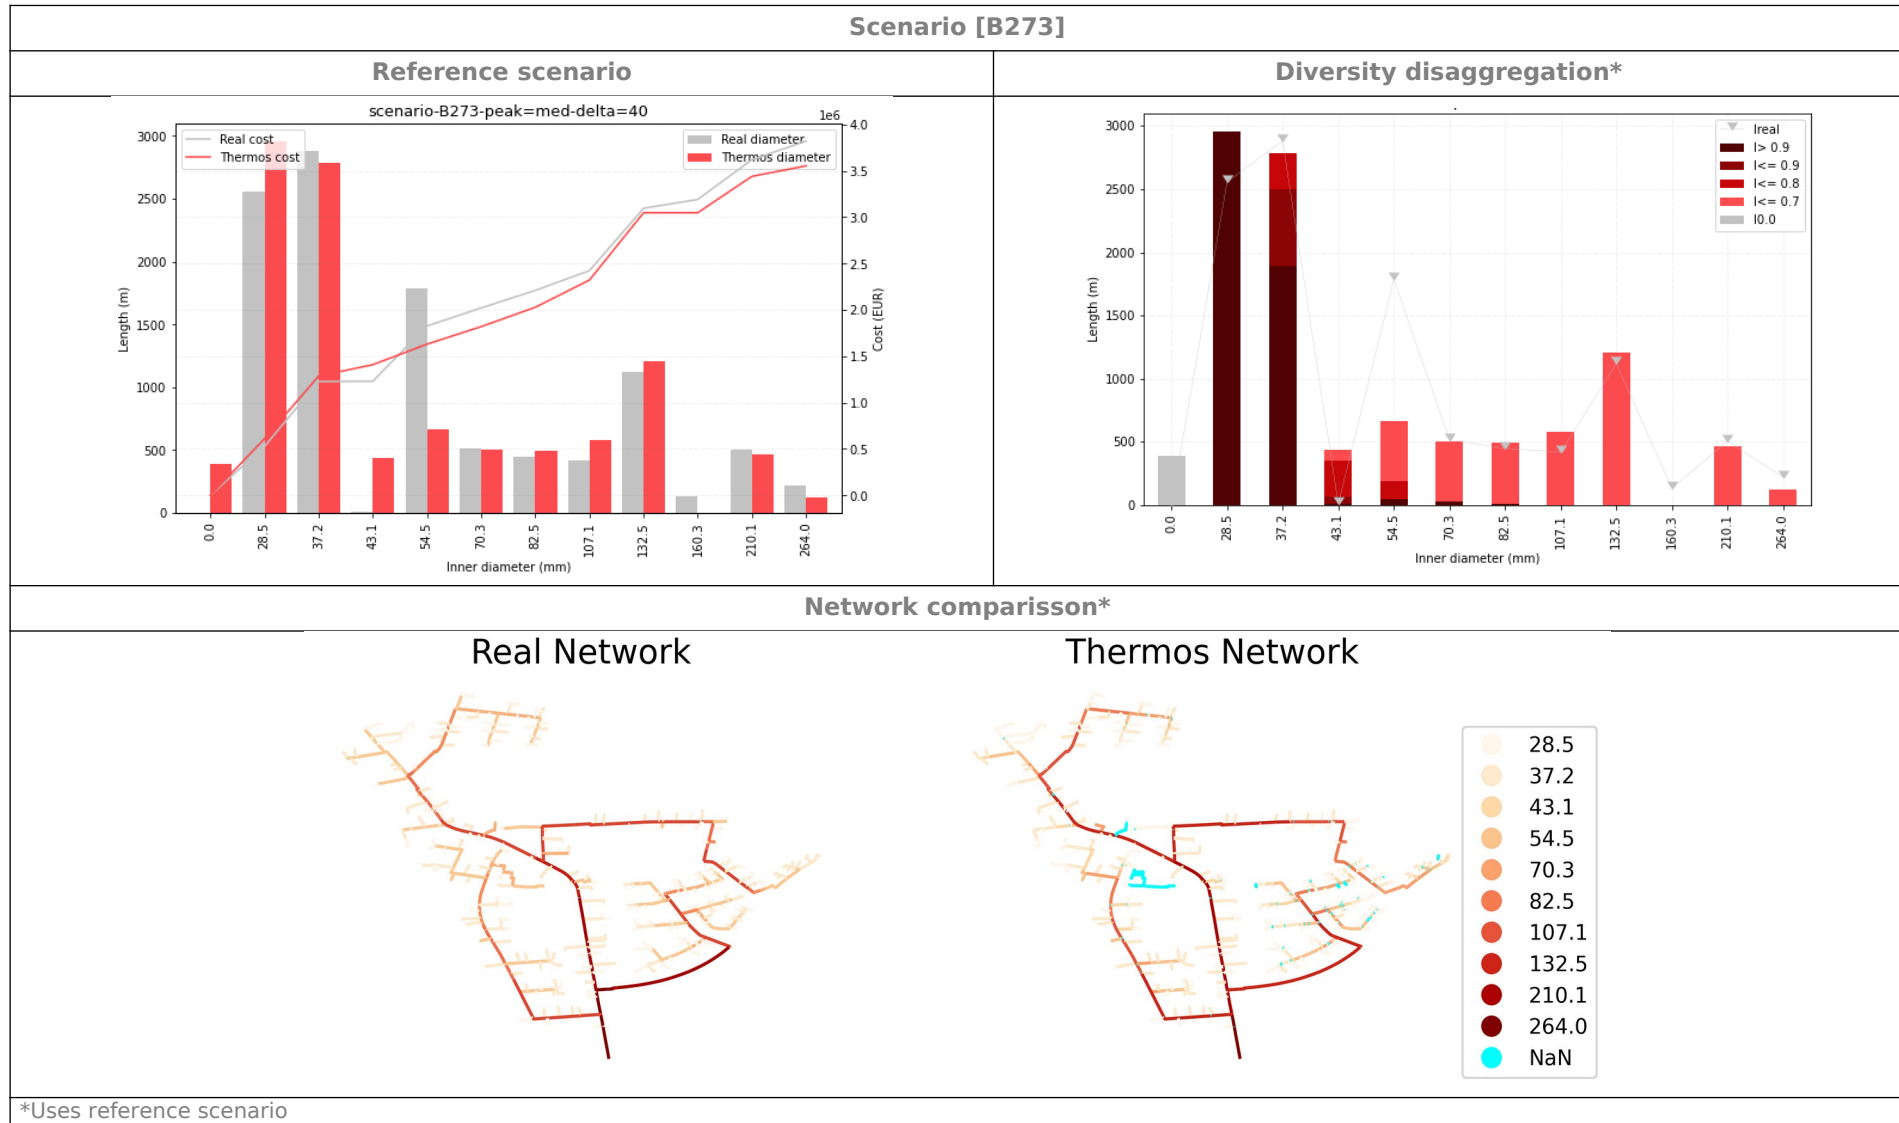 Scenario [B273]
Reference scenario
Diversity disaggregation*
scenario-B273-peak=med-delta=40
1e6
Real cost
Thermos cost
Real diameter
Thermos diameter
3000
2500
2000
1500
1000
500
0
Length (m)
4.0
3.5
3.0
2.5
2.0
1.5
1.0
0.5
0.0
Cost (EUR)
0.0
28.5
37.2
43.1
54.5
70.3
82.5
107.1
132.5
160.3
210.1
264.0
Inner diameter (mm)
.
Ireal
I> 0.9
I<= 0.9
I<= 0.8
I<= 0.7
I0.0
3000
2500
2000
1500
1000
500
0
Length (m)
0.0
28.5
37.2
43.1
54.5
70.3
82.5
107.1
132.5
160.3
210.1
264.0
Inner diameter (mm)
Network comparisson*
Real Network
Thermos Network
28.5
37.2
43.1
54.5
70.3
82.5
107.1
132.5
210.1
264.0
NaN
*Uses reference scenario